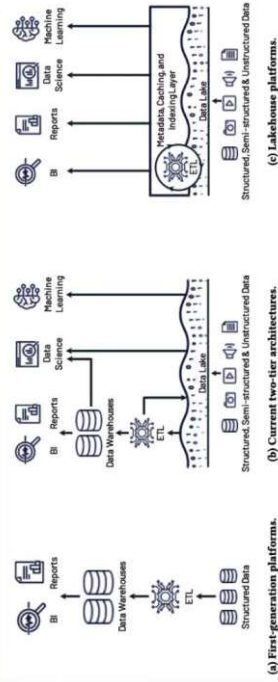 BI
Reports
Data Warehouses
ETL
Structured Data
(a) First-generation platforms.
BI
Reports
Data
Science
Machine
Learning
Data Warehouses
ETL
Data Lake
Structured, Semi-structured & Unstructured Data
(b) Current two-tier architectures.
BI
Reports
Data
Science
Machine
Learning
Metadata, Caching, and
Indexing Layer
ETL
Data Lake
Structured, Semi-structured & Unstructured Data
(c) Lakehouse platforms.